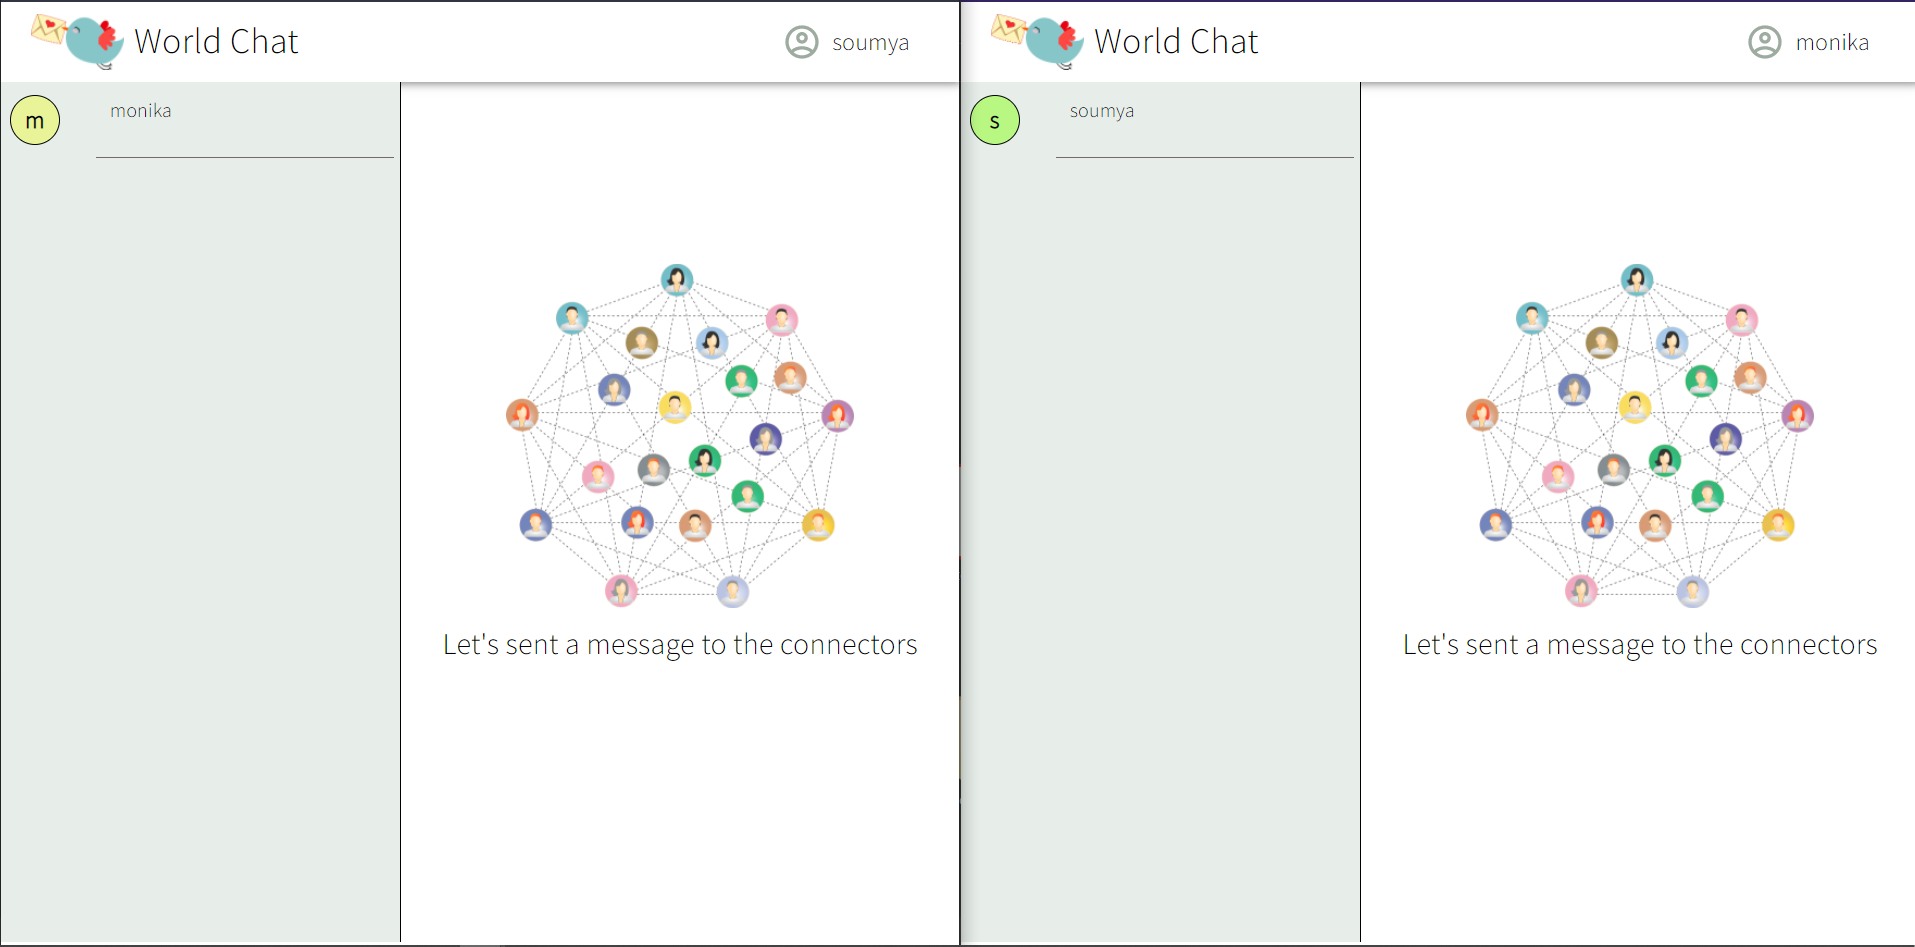 World Chat
soumya
m
monika
Let's sent a message to the connectors
World Chat
monika
s
soumya
Let's sent a message to the connectors